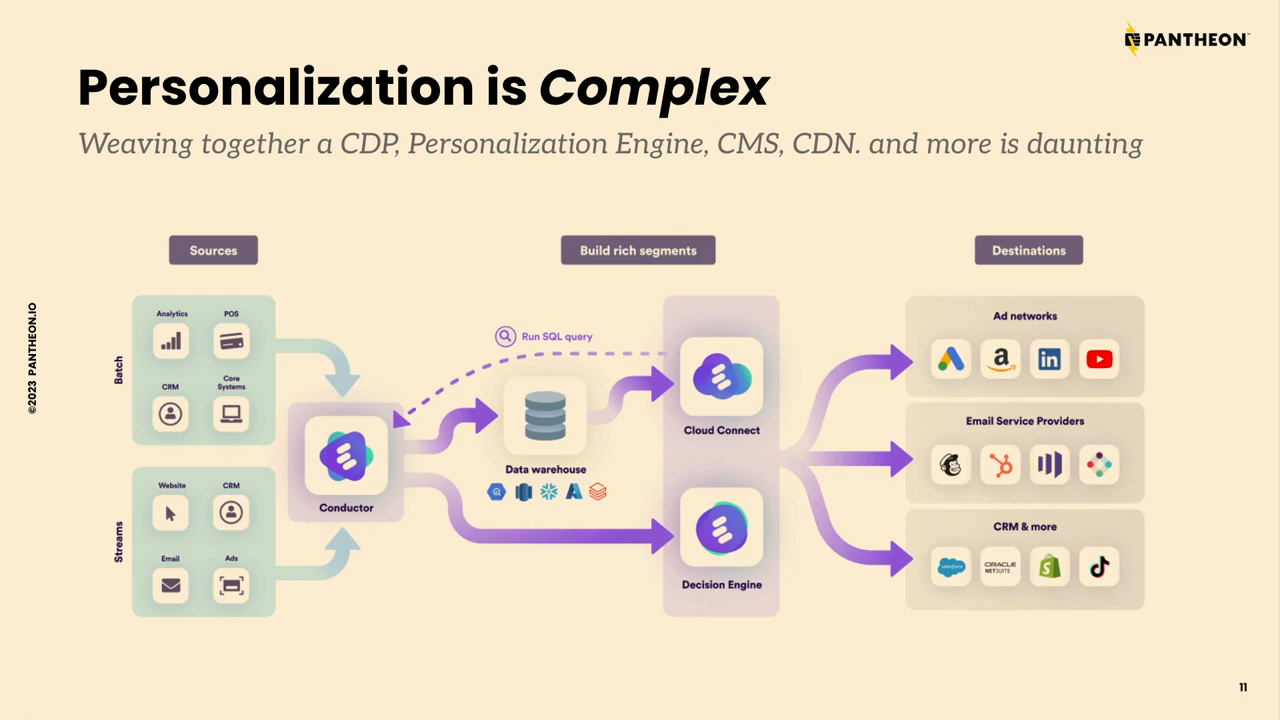 PANTHEON
Personalization is Complex
Weaving together a CDP, Personalization Engine, CMS, CDN. and more is daunting
©2023 PANTHEON.IO
Sources
Build rich segments
Destinations
Batch
Analytics
POS
CRM
Core
Systems
Streams
Website
CRM
Email
Ads
Conductor
Run SQL query
Data warehouse
Cloud Connect
Decision Engine
Ad networks
a
in
Email Service Providers
CRM & more
salesforce
ORACLE
NETSUITE
11